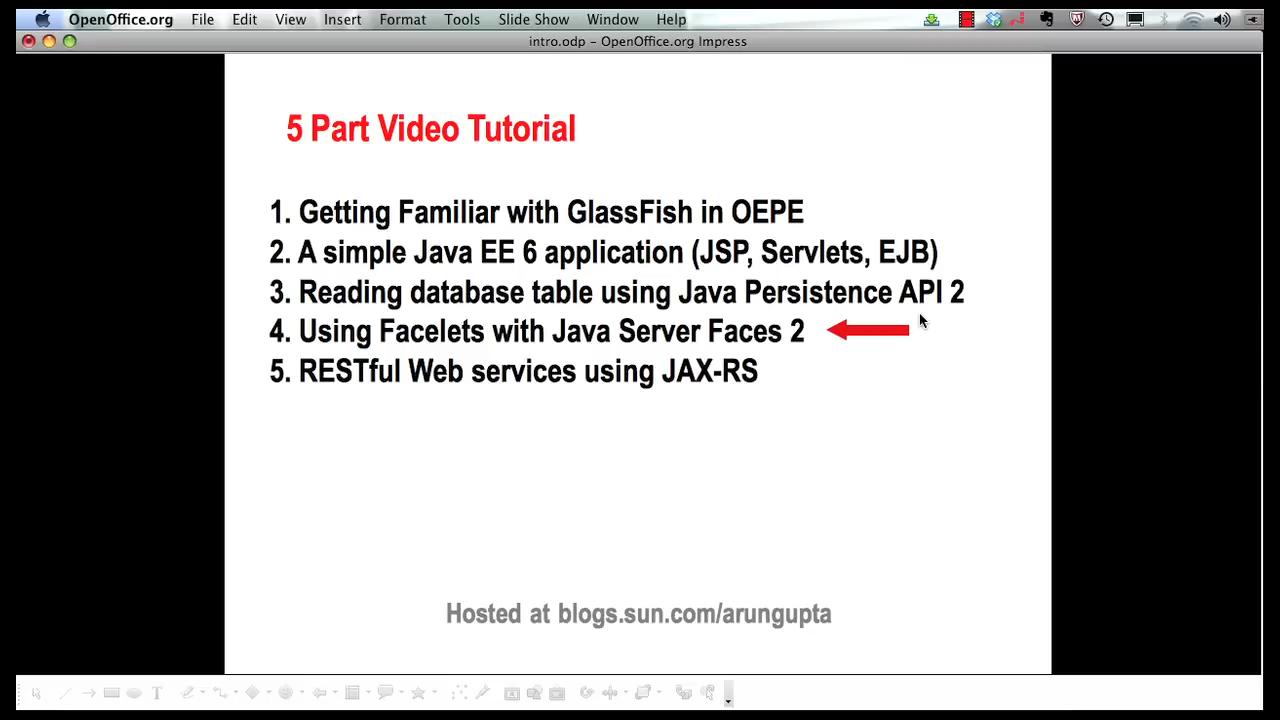 OpenOffice.org File Edit View Insert Format Tools Slide Show Window Help
intro.odp – OpenOffice.org Impress
5 Part Video Tutorial
1. Getting Familiar with GlassFish in OEPE
2. A simple Java EE 6 application (JSP, Servlets, EJB)
3. Reading database table using Java Persistence API 2
4. Using Facelets with Java Server Faces 2
5. RESTful Web services using JAX-RS
Hosted at blogs.sun.com/arungupta